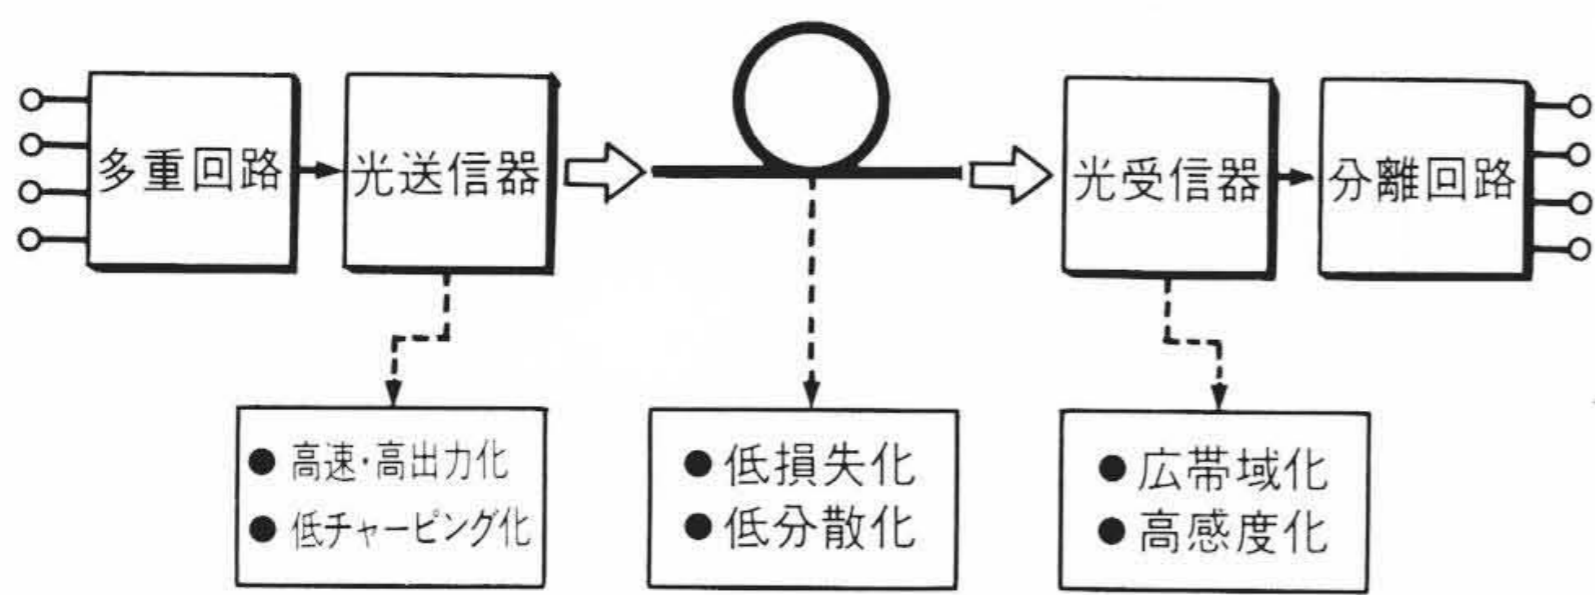 多重回路
光送信器
光受信器
分離回路
● 高速・高出力化
● 低チャーピング化
● 低損失化
● 低分散化
● 広帯域化
● 高感度化